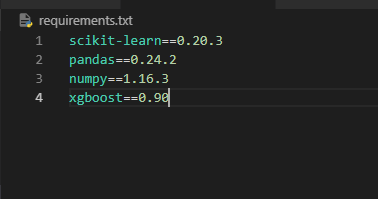 requirements.txt
1 scikit-learn==0.20.3
2 pandas==0.24.2
3 numpy==1.16.3
4 xgboost==0.90